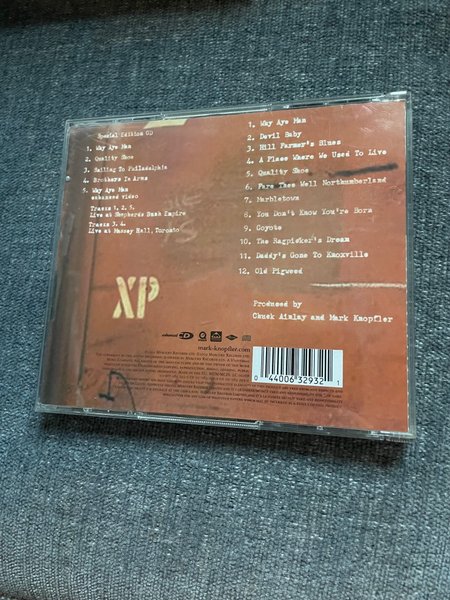 Special Edition CD
1. Why Aye Man
2. Quality Shoe
3. Sailing To Philadelphia
4. Brothers In Arms
5. Why Aye Man
enhanced video
Tracks 1, 2, 5.
Live at Shepherds Bush Empire
Tracks 3, 4.
Live at Massey Hall, Toronto
1. Why Aye Man
2. Devil Baby
3. Hill Farmer's Blues
4. A Place Where We Used To Live
5. Quality Shoe
6. Fare Thee Well Northumberland
7. Marbletown
8. You Don't Know You're Born
9. Coyote
10. The Ragpicker's Dream
11. Daddy's Gone To Knoxville
12. Old Pigweed
Produced by
Chuck Ainlay and Mark Knopfler
XP
mark-knopfler.com
0 44006 32932 1